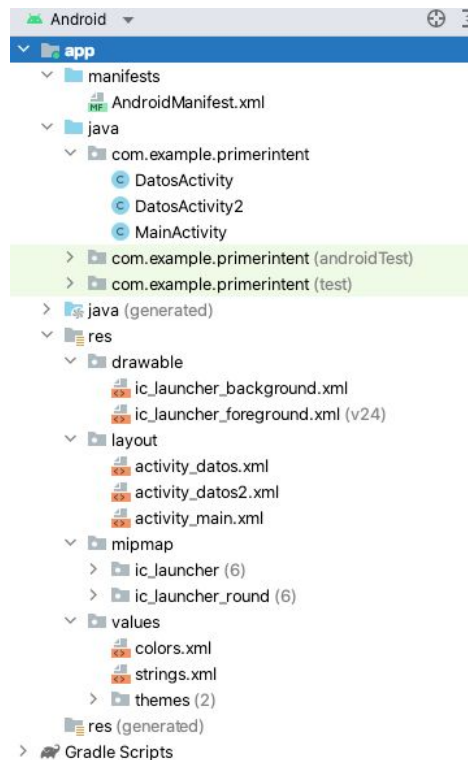 Android
app
manifests
MF AndroidManifest.xml
java
com.example.primerintent
C DatosActivity
C DatosActivity2
C MainActivity
com.example.primerintent (androidTest)
com.example.primerintent (test)
java (generated)
res
drawable
ic_launcher_background.xml
ic_launcher_foreground.xml (v24)
layout
activity_datos.xml
activity_datos2.xml
activity_main.xml
mipmap
ic_launcher (6)
ic_launcher_round (6)
values
colors.xml
strings.xml
themes (2)
res (generated)
Gradle Scripts